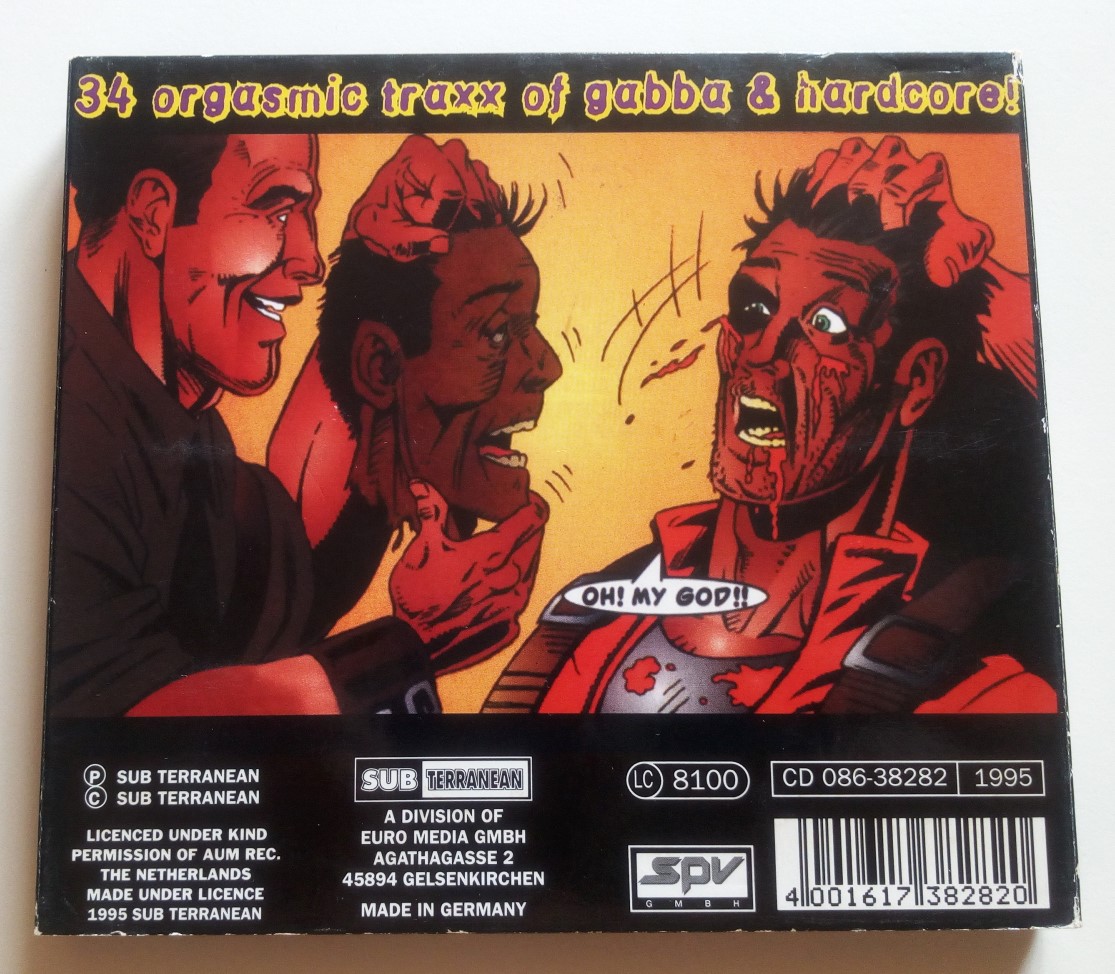 34 orgasmic traxx of gabba & hardcore!
OH! MY GOD!!
Ⓟ SUB TERRANEAN
Ⓒ SUB TERRANEAN
LICENCED UNDER KIND
PERMISSION OF AUM REC.
THE NETHERLANDS
MADE UNDER LICENCE
1995 SUB TERRANEAN
SUB TERRANEAN
A DIVISION OF
EURO MEDIA GMBH
AGATHAGASSE 2
45894 GELSENKIRCHEN
MADE IN GERMANY
LC 8100
SPV
GMBH
CD 086-38282 1995
4 001617 382820